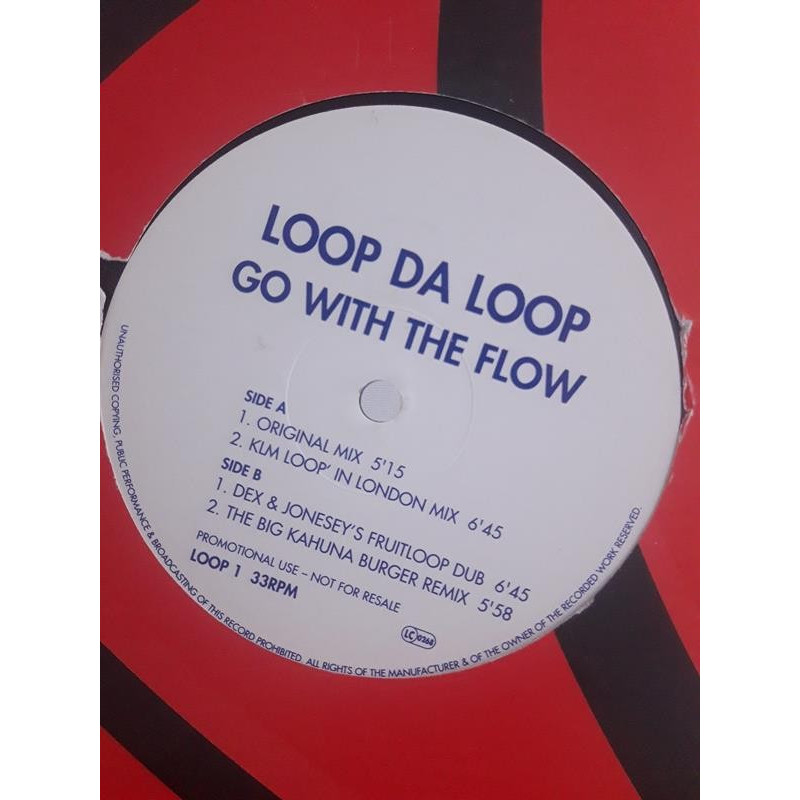 LOOP DA LOOP
GO WITH THE FLOW
SIDE A
1. ORIGINAL MIX 5'15
2. KLM LOOP' IN LONDON MIX 6'45
SIDE B
1. DEX & JONESEY'S FRUITLOOP DUB 6'45
2. THE BIG KAHUNA BURGER REMIX 5'58
PROMOTIONAL USE – NOT FOR RESALE
LOOP 1 33RPM
LC 0268
UNAUTHORISED COPYING, PUBLIC PERFORMANCE & BROADCASTING OF THIS RECORD PROHIBITED. ALL RIGHTS OF THE MANUFACTURER & OF THE OWNER OF THE RECORDED WORK RESERVED.